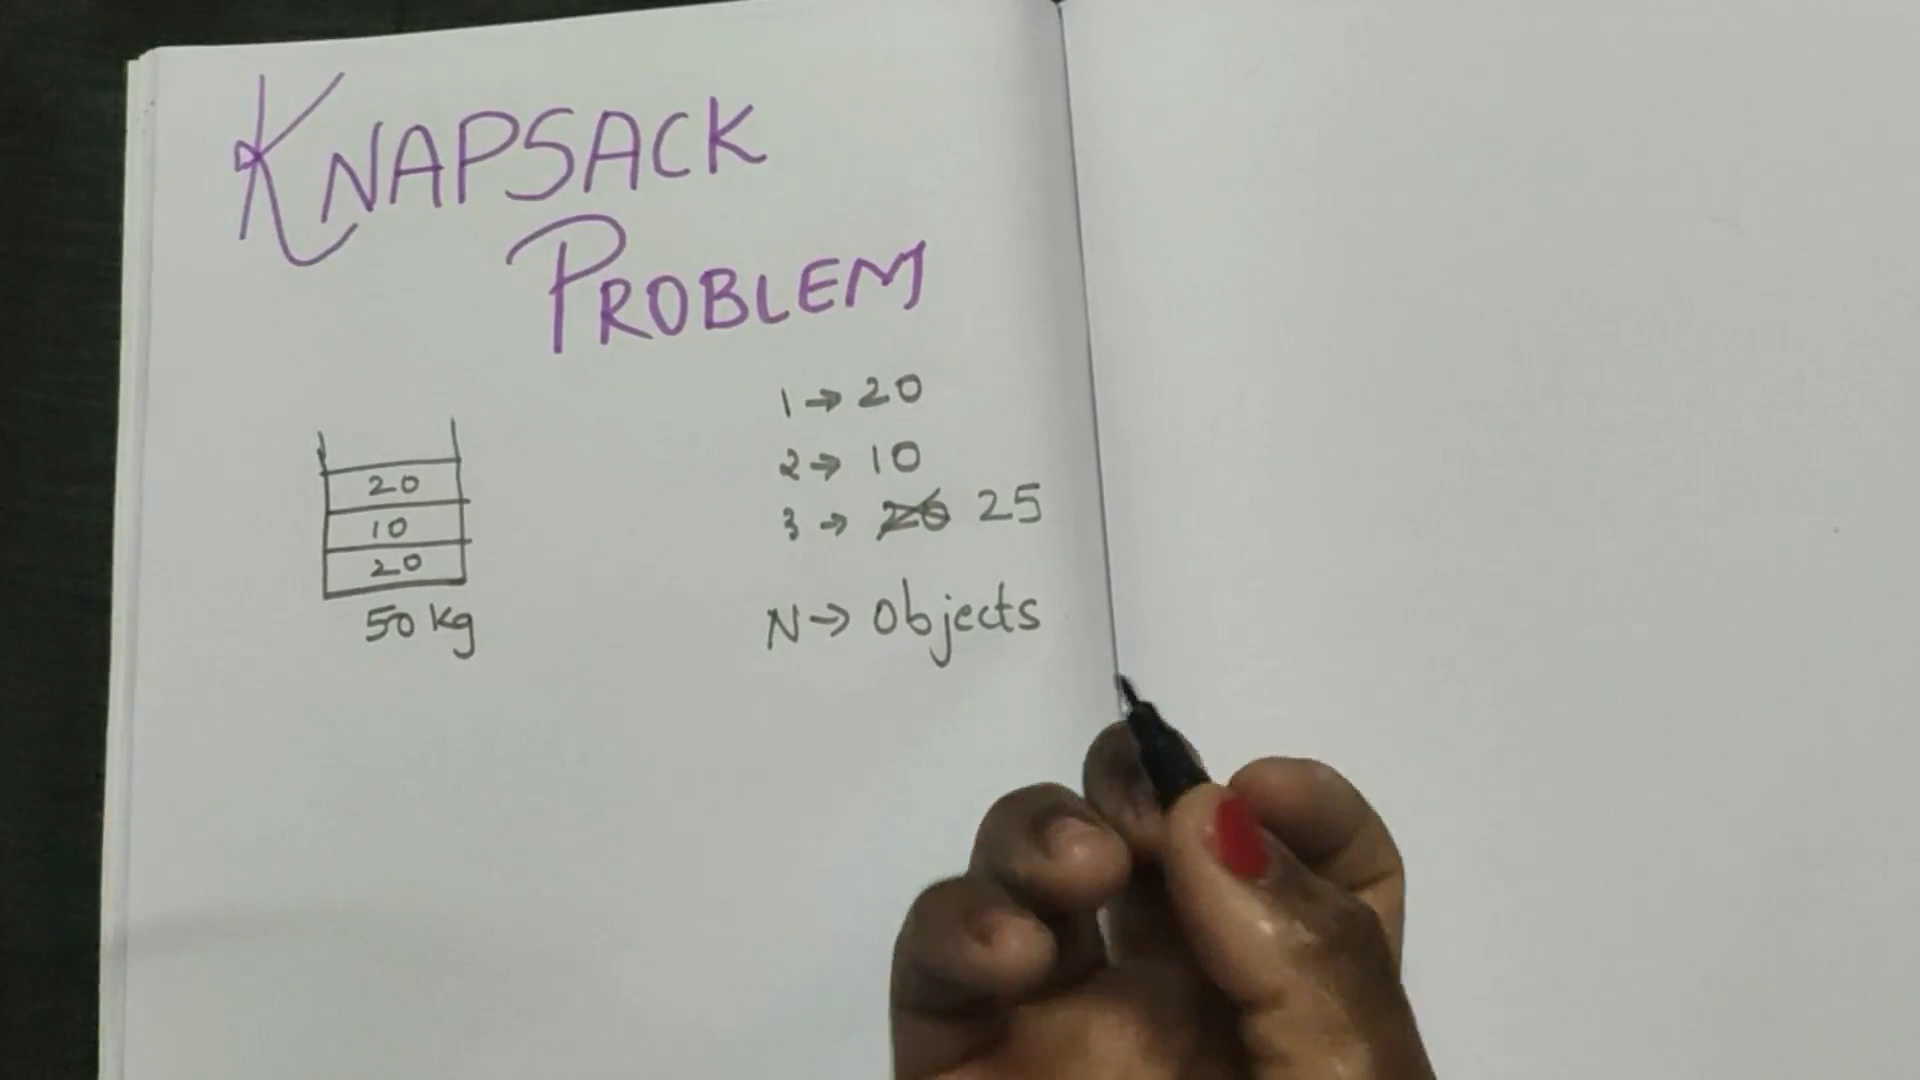 KNAPSACK
PROBLEM
1 → 20
2 → 10
3 → 20 25
N → Objects
20
10
20
50 kg